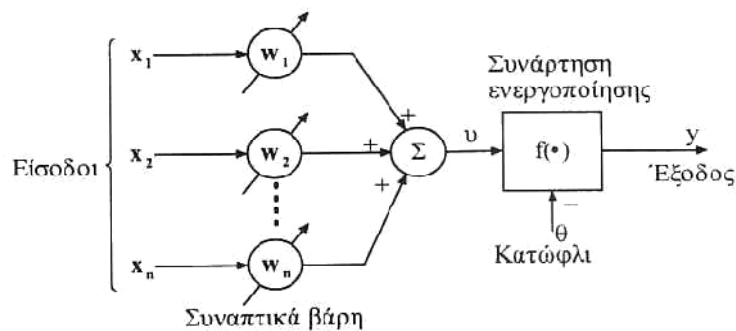 Είσοδοι
x1
w1
x2
w2
xn
wn
Συναπτικά βάρη
+
+
+
Σ
υ
Συνάρτηση
ενεργοποίησης
f(•)
y
Έξοδος
−
θ
Κατώφλι